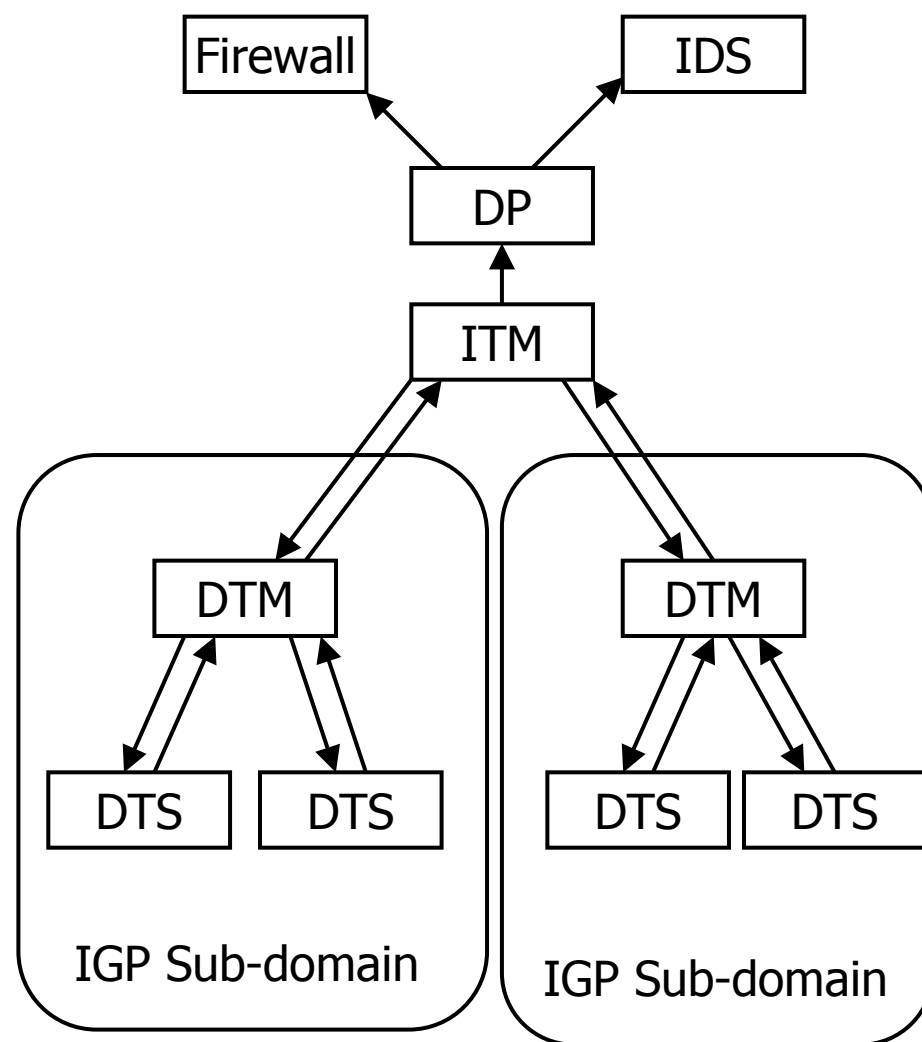 Firewall
IDS
DP
ITM
DTM
DTM
DTS
DTS
DTS
DTS
IGP Sub-domain
IGP Sub-domain